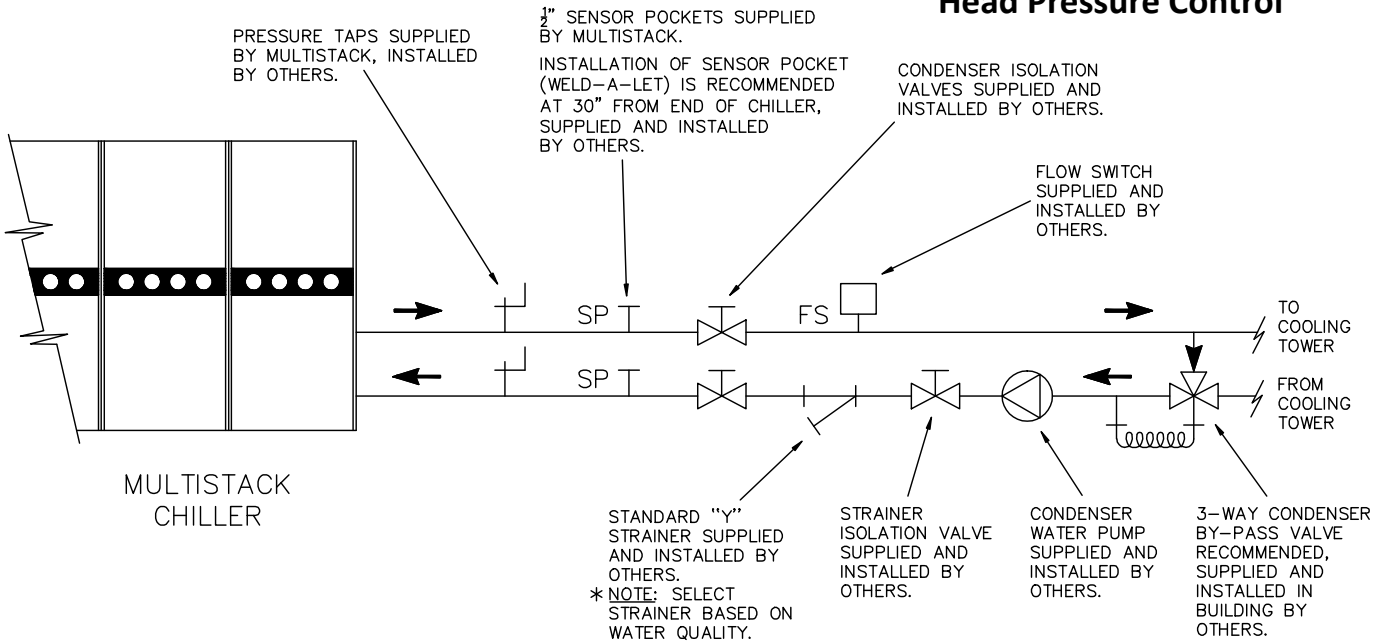 Head Pressure Control
PRESSURE TAPS SUPPLIED
BY MULTISTACK, INSTALLED
BY OTHERS.
½" SENSOR POCKETS SUPPLIED
BY MULTISTACK.
INSTALLATION OF SENSOR POCKET
(WELD-A-LET) IS RECOMMENDED
AT 30" FROM END OF CHILLER,
SUPPLIED AND INSTALLED
BY OTHERS.
CONDENSER ISOLATION
VALVES SUPPLIED AND
INSTALLED BY OTHERS.
FLOW SWITCH
SUPPLIED AND
INSTALLED BY
OTHERS.
SP
FS
TO
COOLING
TOWER
SP
FROM
COOLING
TOWER
MULTISTACK
CHILLER
STANDARD "Y"
STRAINER SUPPLIED
AND INSTALLED BY
OTHERS.
* NOTE: SELECT
STRAINER BASED ON
WATER QUALITY.
STRAINER
ISOLATION VALVE
SUPPLIED AND
INSTALLED BY
OTHERS.
CONDENSER
WATER PUMP
SUPPLIED AND
INSTALLED BY
OTHERS.
3-WAY CONDENSER
BY-PASS VALVE
RECOMMENDED,
SUPPLIED AND
INSTALLED IN
BUILDING BY
OTHERS.